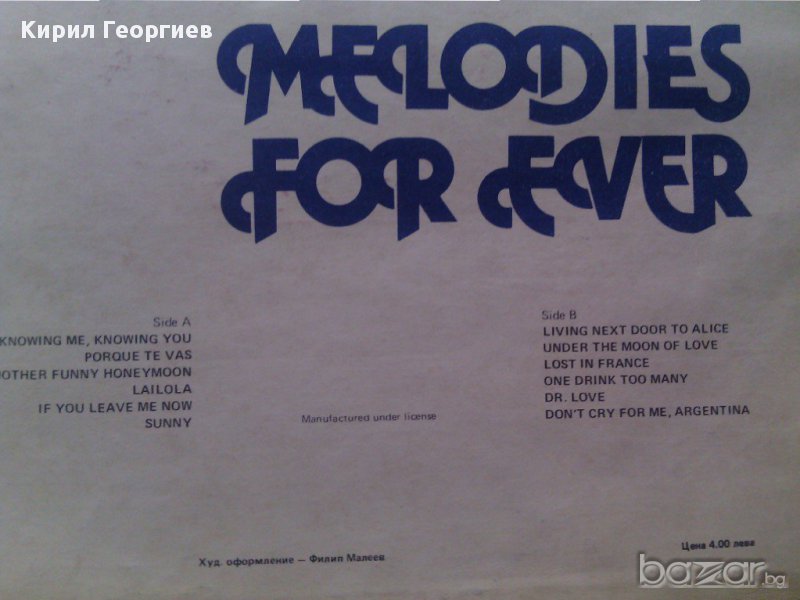 Кирил Георгиев
MELODIES
FOR EVER
Side A
KNOWING ME, KNOWING YOU
PORQUE TE VAS
OTHER FUNNY HONEYMOON
LAILOLA
IF YOU LEAVE ME NOW
SUNNY
Manufactured under license
Side B
LIVING NEXT DOOR TO ALICE
UNDER THE MOON OF LOVE
LOST IN FRANCE
ONE DRINK TOO MANY
DR. LOVE
DON'T CRY FOR ME, ARGENTINA
Худ. оформление — Филип Малеев
Цена 4.00 лева
bazar.bg